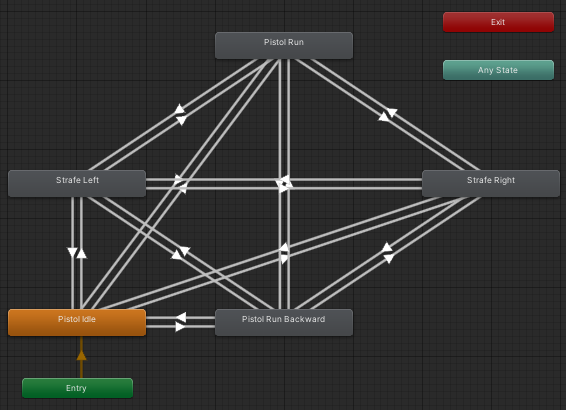 Exit
Pistol Run
Any State
Strafe Left
Strafe Right
Pistol Idle
Pistol Run Backward
Entry